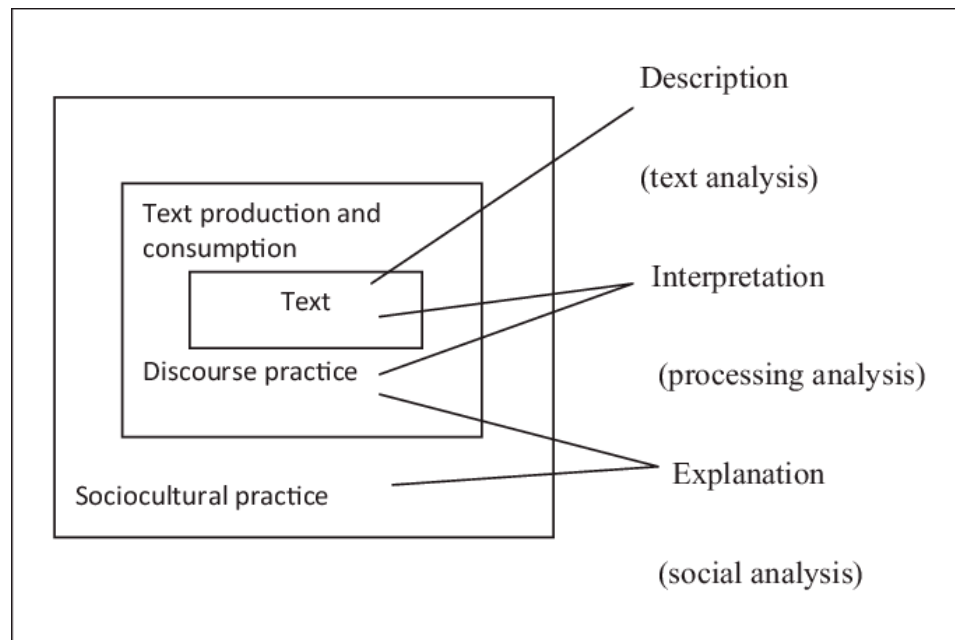 Description
(text analysis)
Text production and
consumption
Text
Interpretation
Discourse practice
(processing analysis)
Explanation
Sociocultural practice
(social analysis)